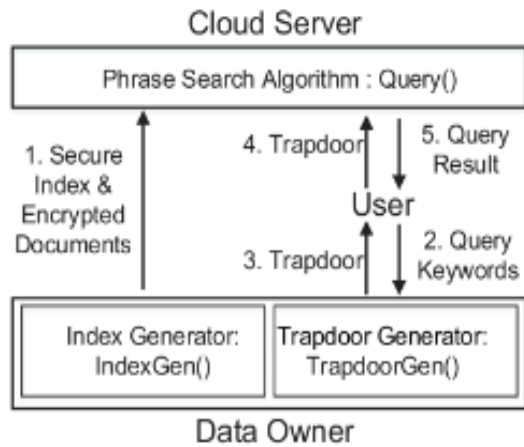 Cloud Server
Phrase Search Algorithm : Query()
1. Secure
Index &
Encrypted
Documents
4. Trapdoor
5. Query
Result
User
3. Trapdoor
2. Query
Keywords
Index Generator:
IndexGen()
Trapdoor Generator:
TrapdoorGen()
Data Owner